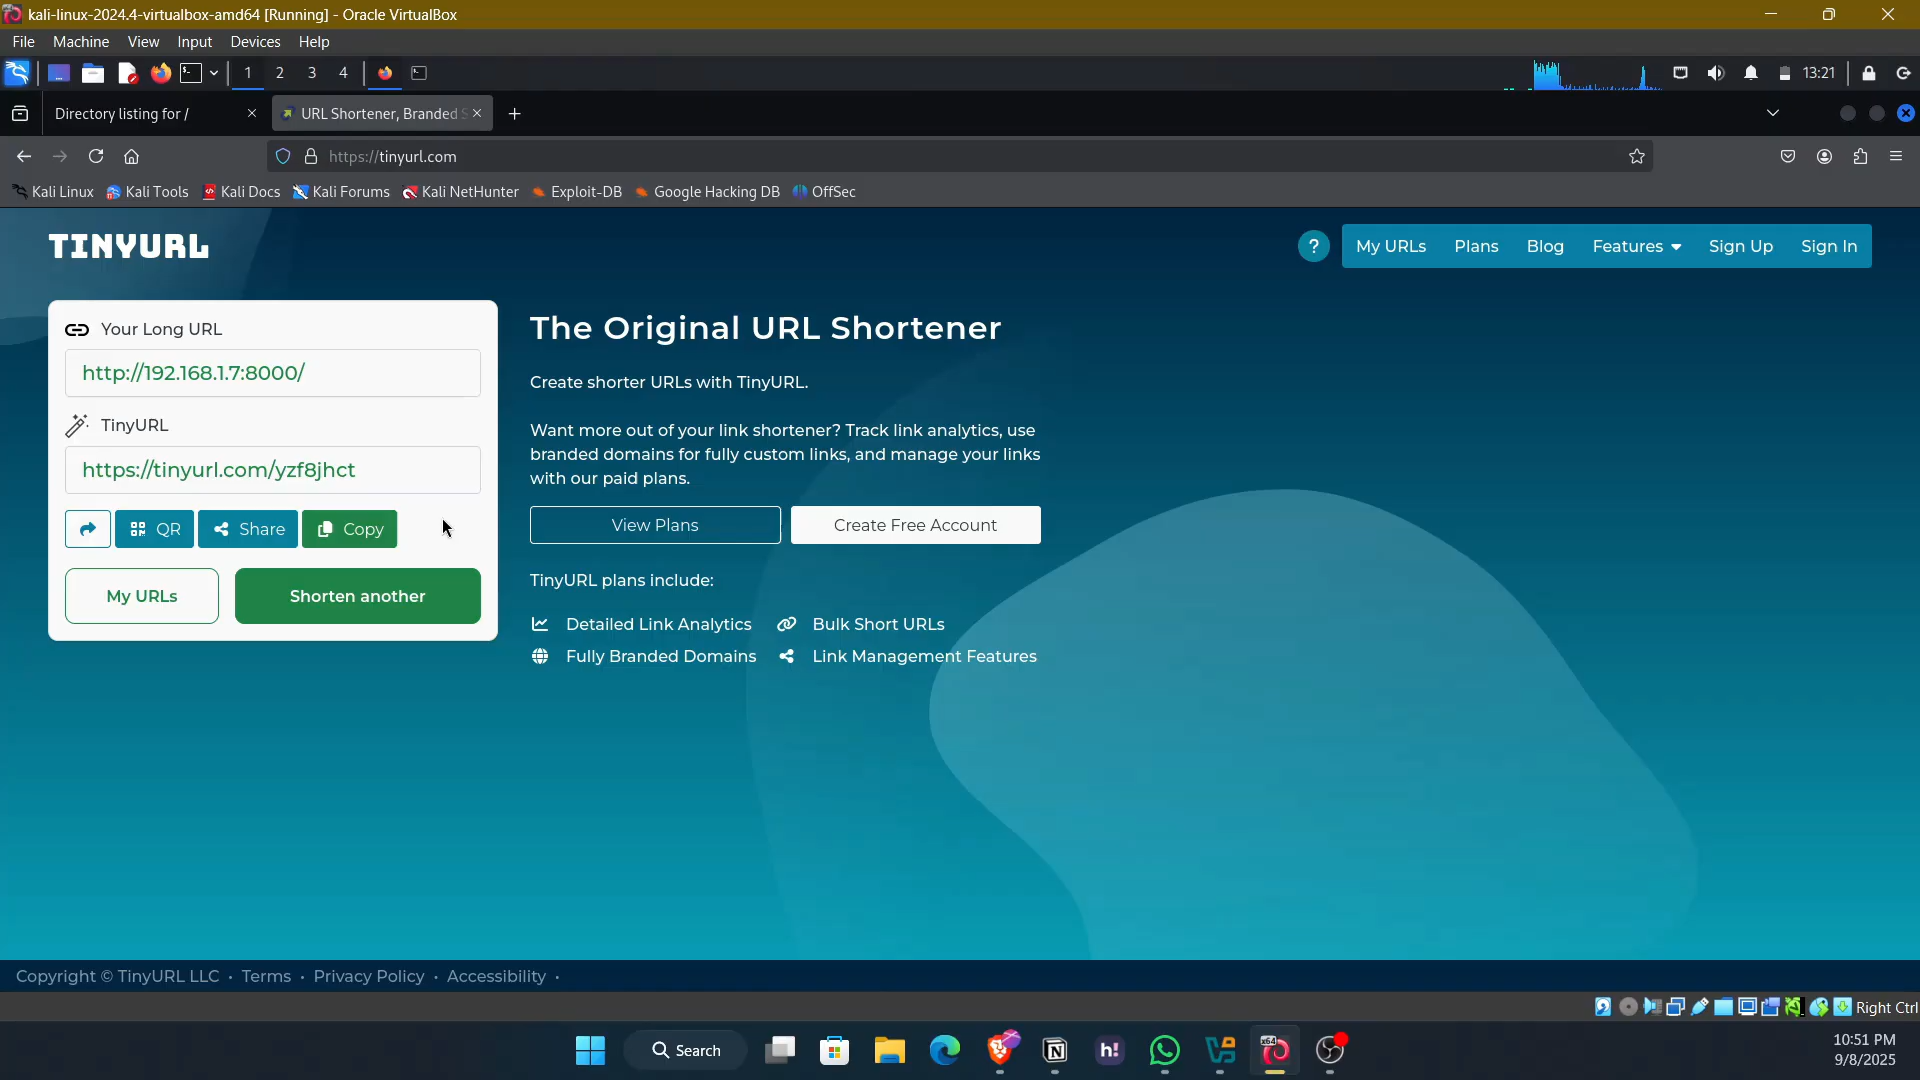 kali-linux-2024.4-virtualbox-amd64 [Running] - Oracle VirtualBox
File Machine View Input Devices Help
1 2 3 4 13:21
Directory listing for / URL Shortener, Branded S
https://tinyurl.com
Kali Linux Kali Tools Kali Docs Kali Forums Kali NetHunter Exploit-DB Google Hacking DB OffSec
TINYURL
? My URLs Plans Blog Features Sign Up Sign In
Your Long URL
http://192.168.1.7:8000/
TinyURL
https://tinyurl.com/yzf8jhct
QR Share Copy
My URLs Shorten another
The Original URL Shortener
Create shorter URLs with TinyURL.
Want more out of your link shortener? Track link analytics, use
branded domains for fully custom links, and manage your links
with our paid plans.
View Plans Create Free Account
TinyURL plans include:
Detailed Link Analytics Bulk Short URLs
Fully Branded Domains Link Management Features
Copyright © TinyURL LLC • Terms • Privacy Policy • Accessibility •
Right Ctrl
Search h! x64
10:51 PM
9/8/2025